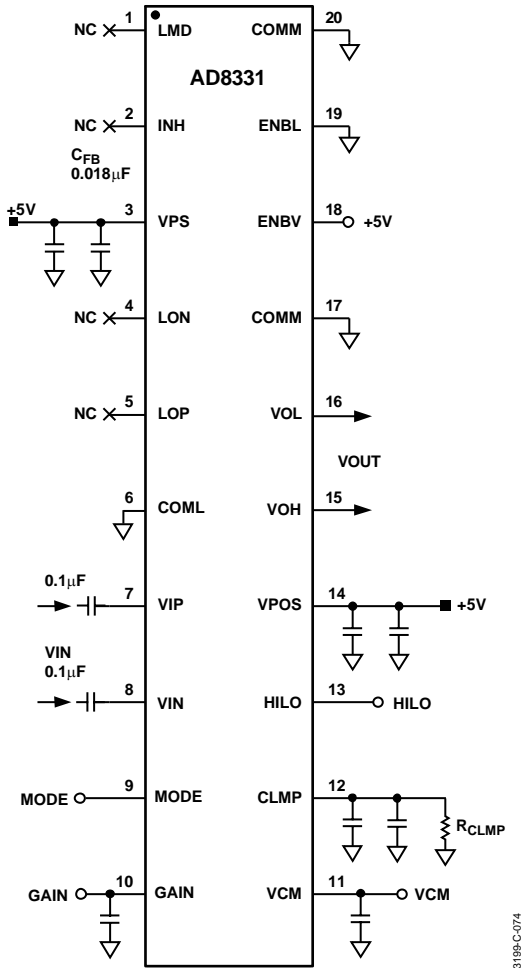 1 20
NC LMD COMM
AD8331
2 19
NC INH ENBL
C_FB
0.018µF
+5V 3 VPS ENBV 18 +5V
4 17
NC LON COMM
5 16
NC LOP VOL
VOUT
6 15
COML VOH
0.1µF
7 14
VIP VPOS +5V
VIN
0.1µF
8 13
VIN HILO HILO
9 12
MODE MODE CLMP
R_CLMP
10 11
GAIN GAIN VCM VCM
3199-C-074